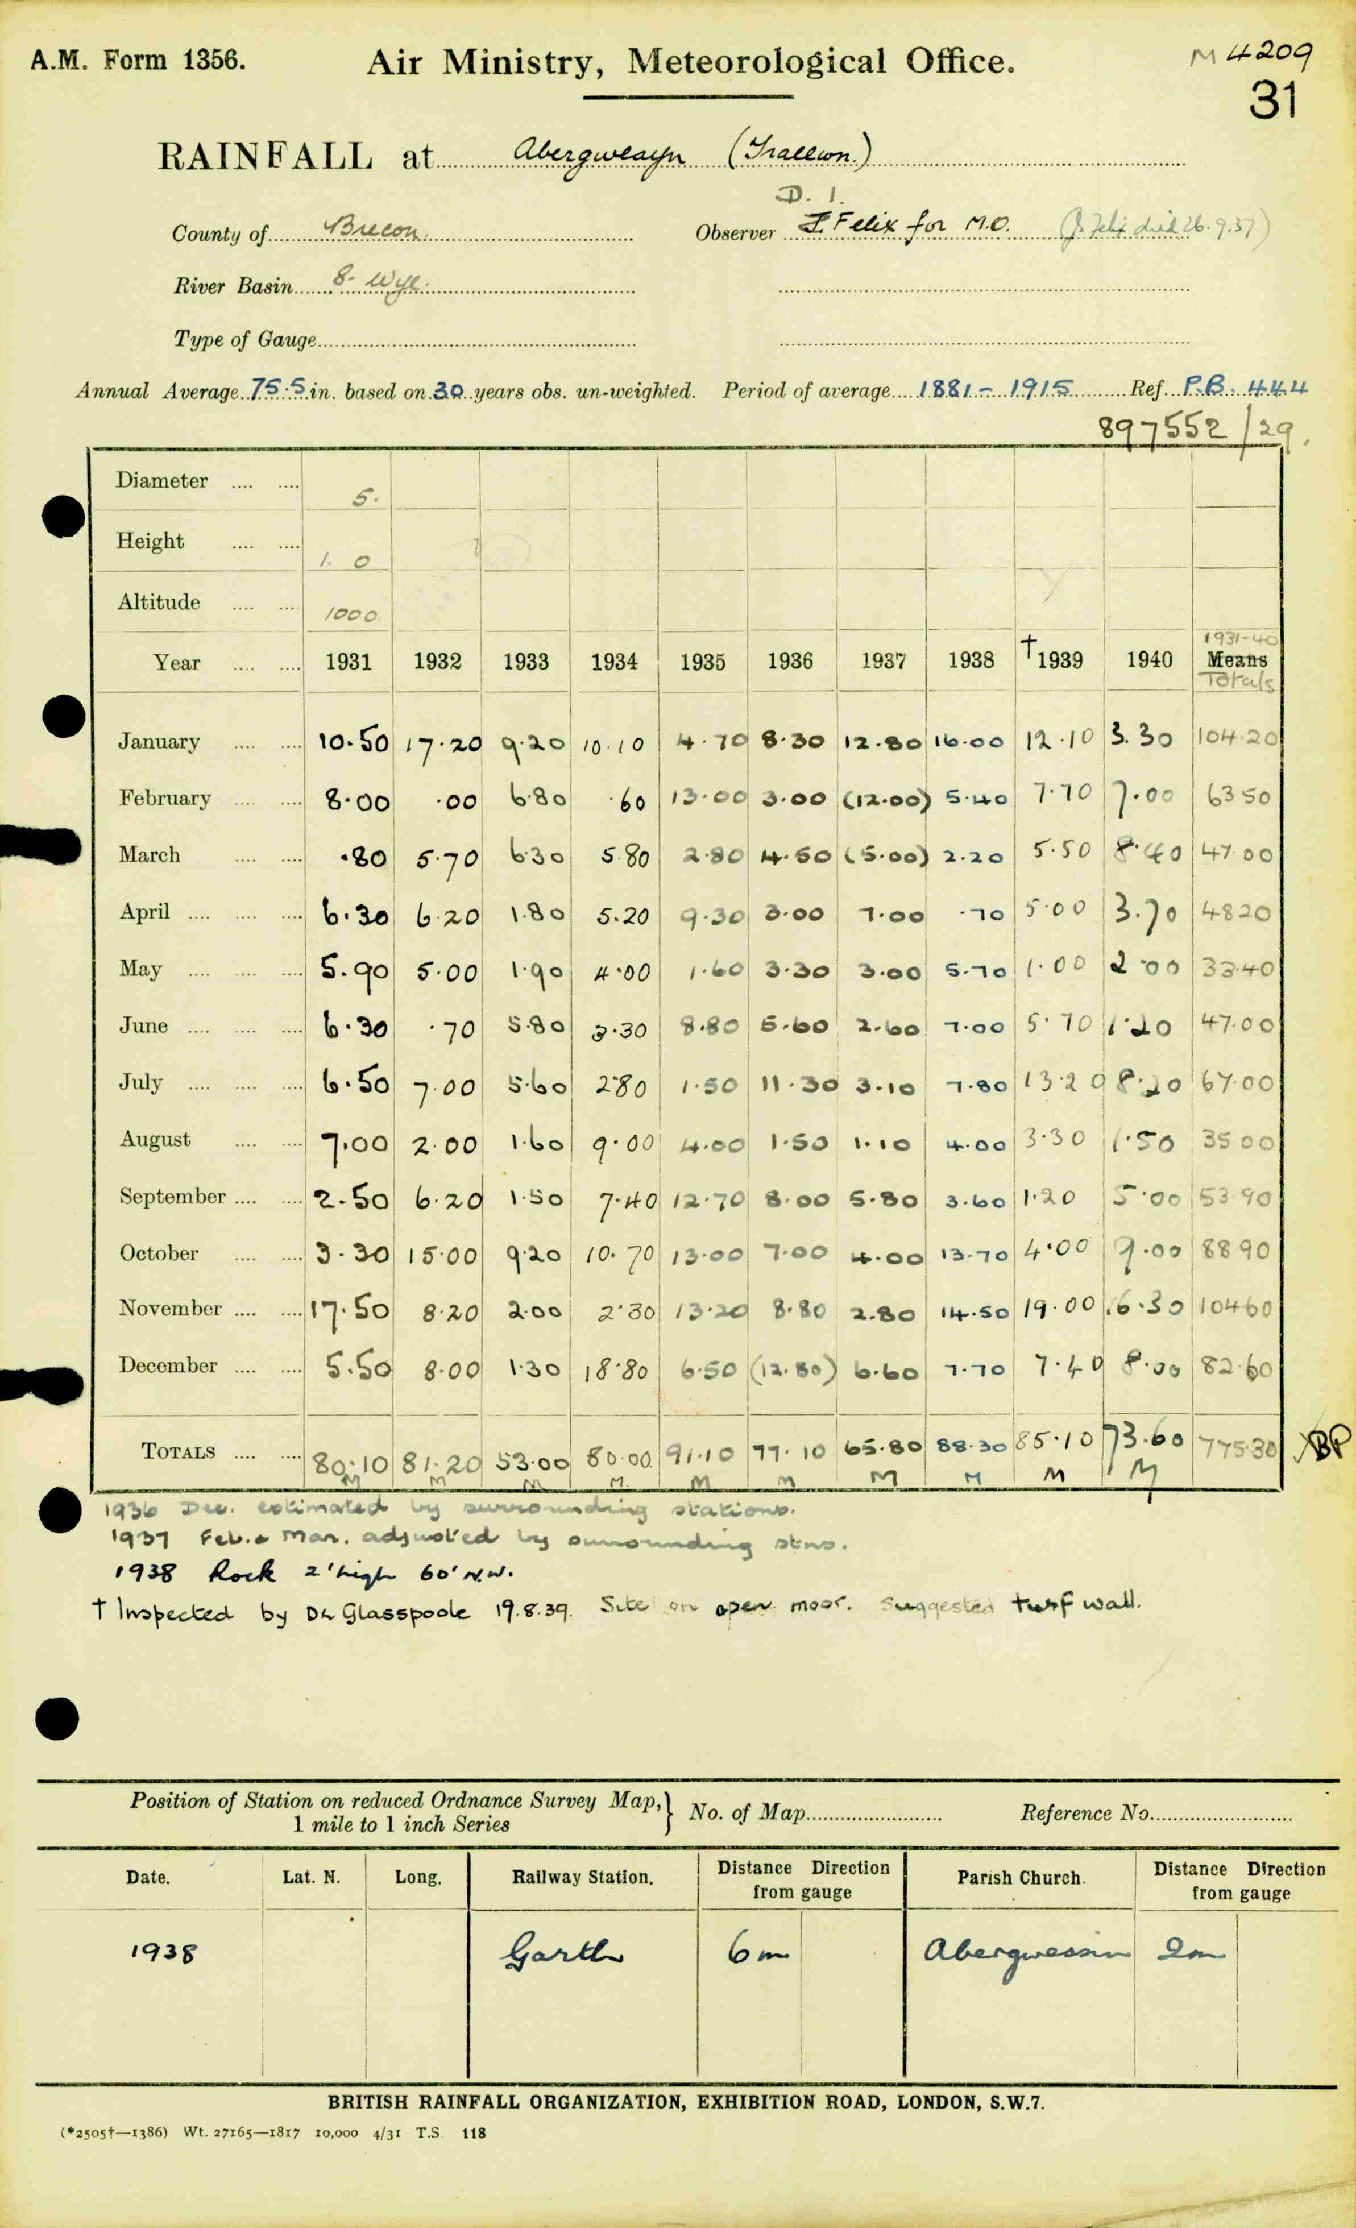 A.M. Form 1356.
Air Ministry, Meteorological Office.
M 4209
31
RAINFALL at Abergwesyn (Trallwm.)
D. I.
County of Brecon. Observer J. Felix for M.O. (J Felix died 26.9.37)
River Basin 8. Wye.
Type of Gauge
Annual Average 75.5 in. based on 30 years obs. un-weighted. Period of average 1881-1915 Ref. P.B. 444
897552/29.
Diameter 5.
Height 1. 0
Altitude 1000
1931-40
Year 1931 1932 1933 1934 1935 1936 1937 1938 †1939 1940 Means
Totals
January 10.50 17.20 9.20 10.10 4.70 8.30 12.80 16.00 12.10 3.30 104.20
February 8.00 .00 6.80 .60 13.00 3.00 (12.00) 5.40 7.70 7.00 63.50
March .80 5.70 6.30 5.80 2.80 4.50 (5.00) 2.20 5.50 8.40 47.00
April 6.30 6.20 1.80 5.20 9.30 3.00 7.00 .70 5.00 3.70 48.20
May 5.90 5.00 1.90 4.00 1.60 3.30 3.00 5.70 1.00 2.00 33.40
June 6.30 .70 5.80 3.30 8.80 5.60 2.60 7.00 5.70 1.20 47.00
July 6.50 7.00 5.60 2.80 1.50 11.30 3.10 7.80 13.20 8.20 67.00
August 7.00 2.00 1.60 9.00 4.00 1.50 1.10 4.00 3.30 1.50 35.00
September 2.50 6.20 1.50 7.40 12.70 8.00 5.80 3.60 1.20 5.00 53.90
October 3.30 15.00 9.20 10.70 13.00 7.00 4.00 13.70 4.00 9.00 88.90
November 17.50 8.20 2.00 2.30 13.20 8.80 2.80 14.50 19.00 16.30 104.60
December 5.50 8.00 1.30 18.80 6.50 (12.80) 6.60 7.70 7.40 8.00 82.60
TOTALS 80.10 81.20 53.00 80.00 91.10 77.10 65.80 88.30 85.10 73.60 775.30 BP
M M M M M M M M M M
1936 Dec. estimated by surrounding stations.
1937 Feb. & Mar. adjusted by surrounding stns.
1938 Rock 2' high 60' N.W.
† Inspected by Dr Glasspoole 19.8.39. Site on open moor. Suggested turf wall.
Position of Station on reduced Ordnance Survey Map,} No. of Map Reference No.
1 mile to 1 inch Series
Date. Lat. N. Long. Railway Station. Distance Direction from gauge Parish Church. Distance Direction from gauge
1938 Garth 6m Abergwessin 2m
BRITISH RAINFALL ORGANIZATION, EXHIBITION ROAD, LONDON, S.W.7.
(*2505†—1386) Wt. 27165—1817 10,000 4/31 T.S. 118